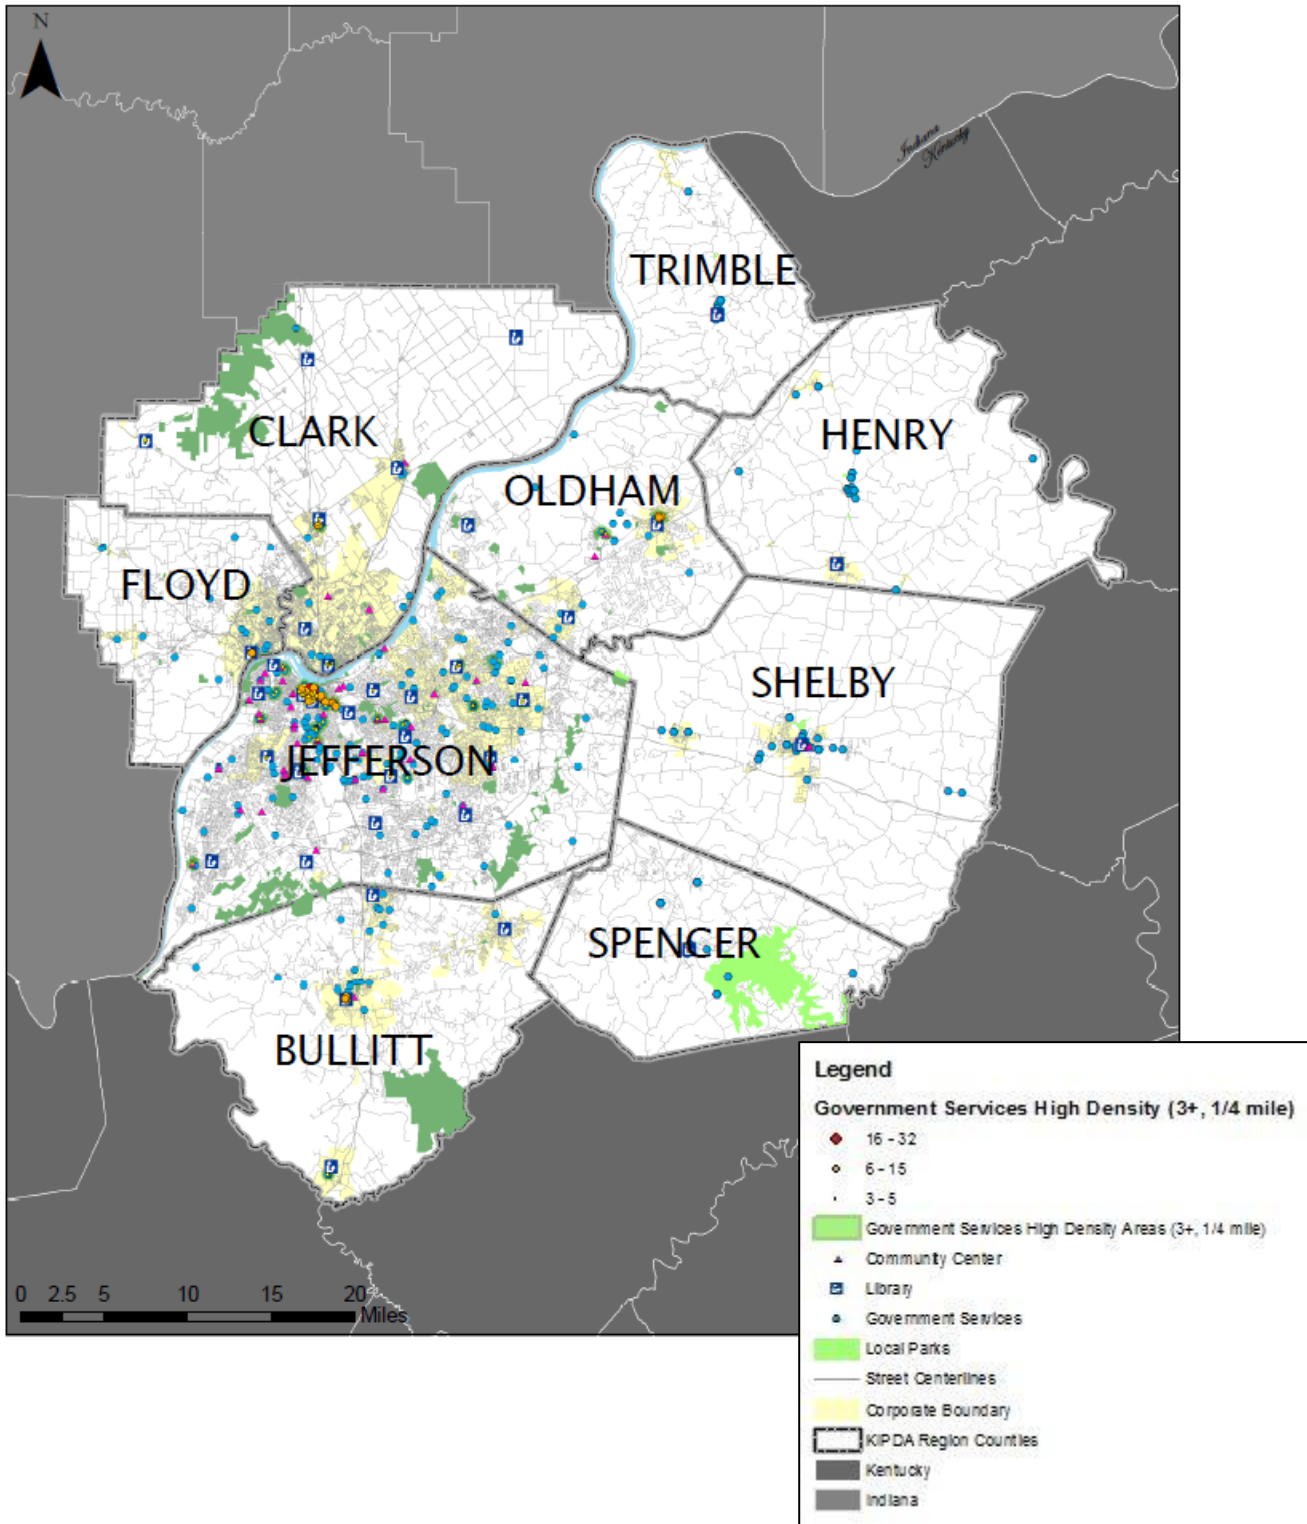 N
Indiana
Kentucky
TRIMBLE
CLARK
HENRY
OLDHAM
FLOYD
SHELBY
JEFFERSON
SPENCER
BULLITT
0 2.5 5 10 15 20
Miles
Legend
Government Services High Density (3+, 1/4 mile)
16 - 32
6 - 15
3 - 5
Government Services High Density Areas (3+, 1/4 mile)
Community Center
Library
Government Services
Local Parks
Street Centerlines
Corporate Boundary
KIPDA Region Counties
Kentucky
Indiana